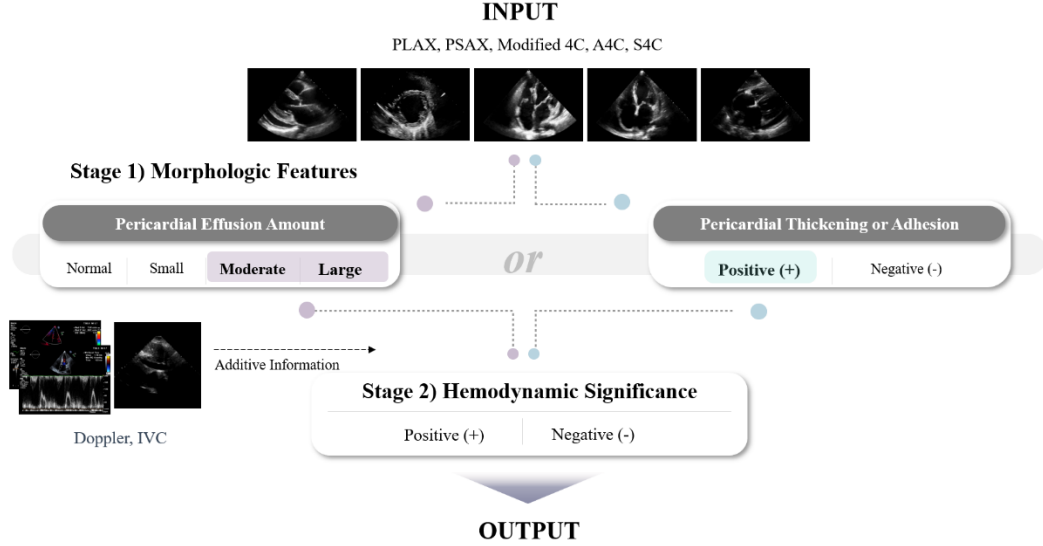 INPUT
PLAX, PSAX, Modified 4C, A4C, S4C
Stage 1) Morphologic Features
Pericardial Effusion Amount
Normal
Small
Moderate
Large
or
Pericardial Thickening or Adhesion
Positive (+)
Negative (-)
Additive Information
Doppler, IVC
Stage 2) Hemodynamic Significance
Positive (+)
Negative (-)
OUTPUT